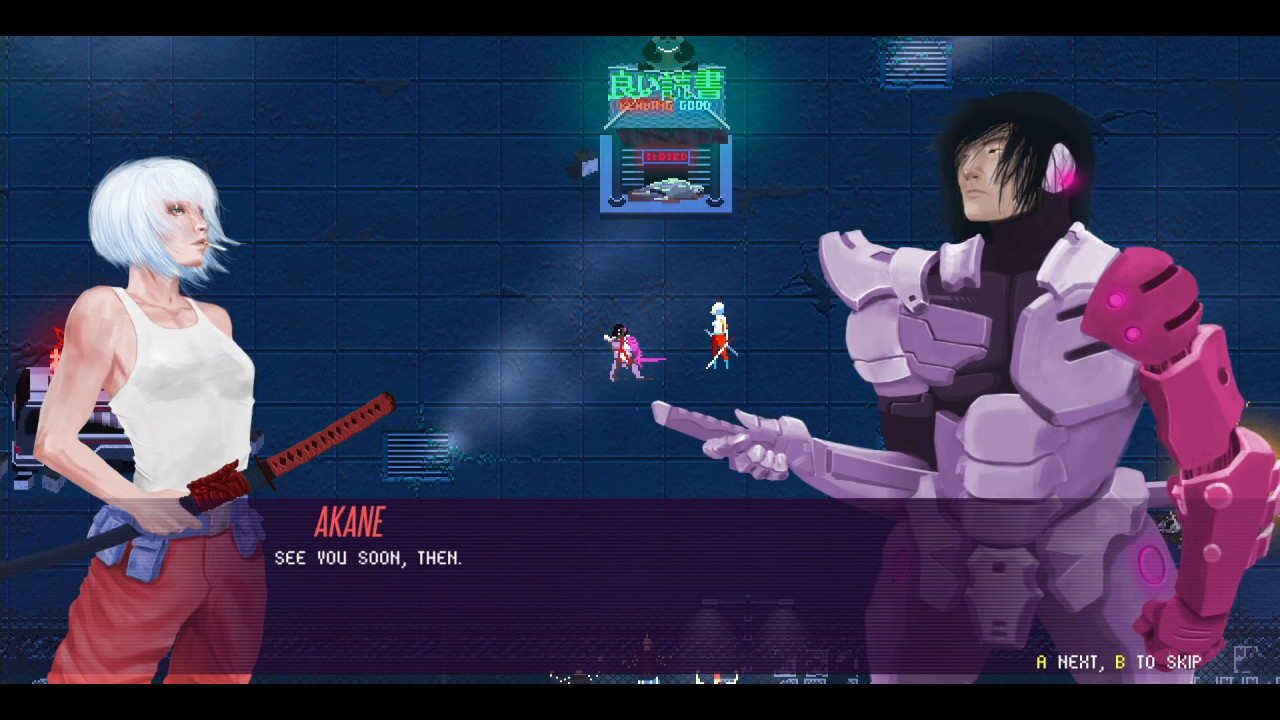 良い読書
READING GOOD
CLOSED
AKANE
SEE YOU SOON, THEN.
A NEXT, B TO SKIP